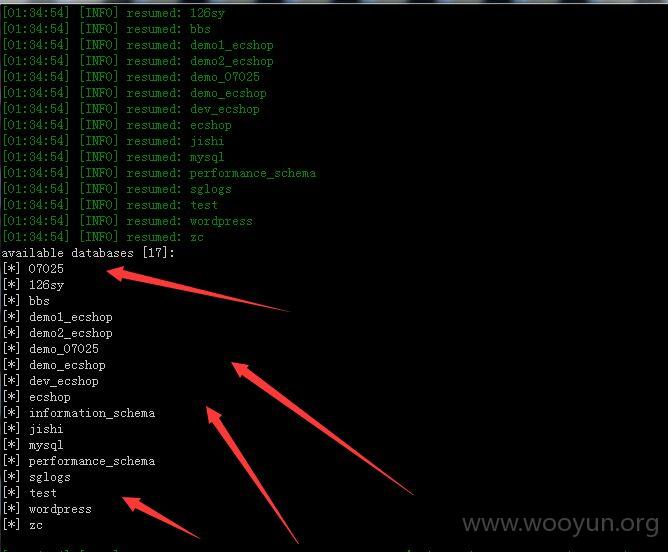 [01:34:54] [INFO] resumed: 126sy
[01:34:54] [INFO] resumed: bbs
[01:34:54] [INFO] resumed: demo1_ecshop
[01:34:54] [INFO] resumed: demo2_ecshop
[01:34:54] [INFO] resumed: demo_07025
[01:34:54] [INFO] resumed: demo_ecshop
[01:34:54] [INFO] resumed: dev_ecshop
[01:34:54] [INFO] resumed: ecshop
[01:34:54] [INFO] resumed: jishi
[01:34:54] [INFO] resumed: mysql
[01:34:54] [INFO] resumed: performance_schema
[01:34:54] [INFO] resumed: sglogs
[01:34:54] [INFO] resumed: test
[01:34:54] [INFO] resumed: wordpress
[01:34:54] [INFO] resumed: zc
available databases [17]:
[*] 07025
[*] 126sy
[*] bbs
[*] demo1_ecshop
[*] demo2_ecshop
[*] demo_07025
[*] demo_ecshop
[*] dev_ecshop
[*] ecshop
[*] information_schema
[*] jishi
[*] mysql
[*] performance_schema
[*] sglogs
[*] test
[*] wordpress
[*] zc
www.wooyun.org